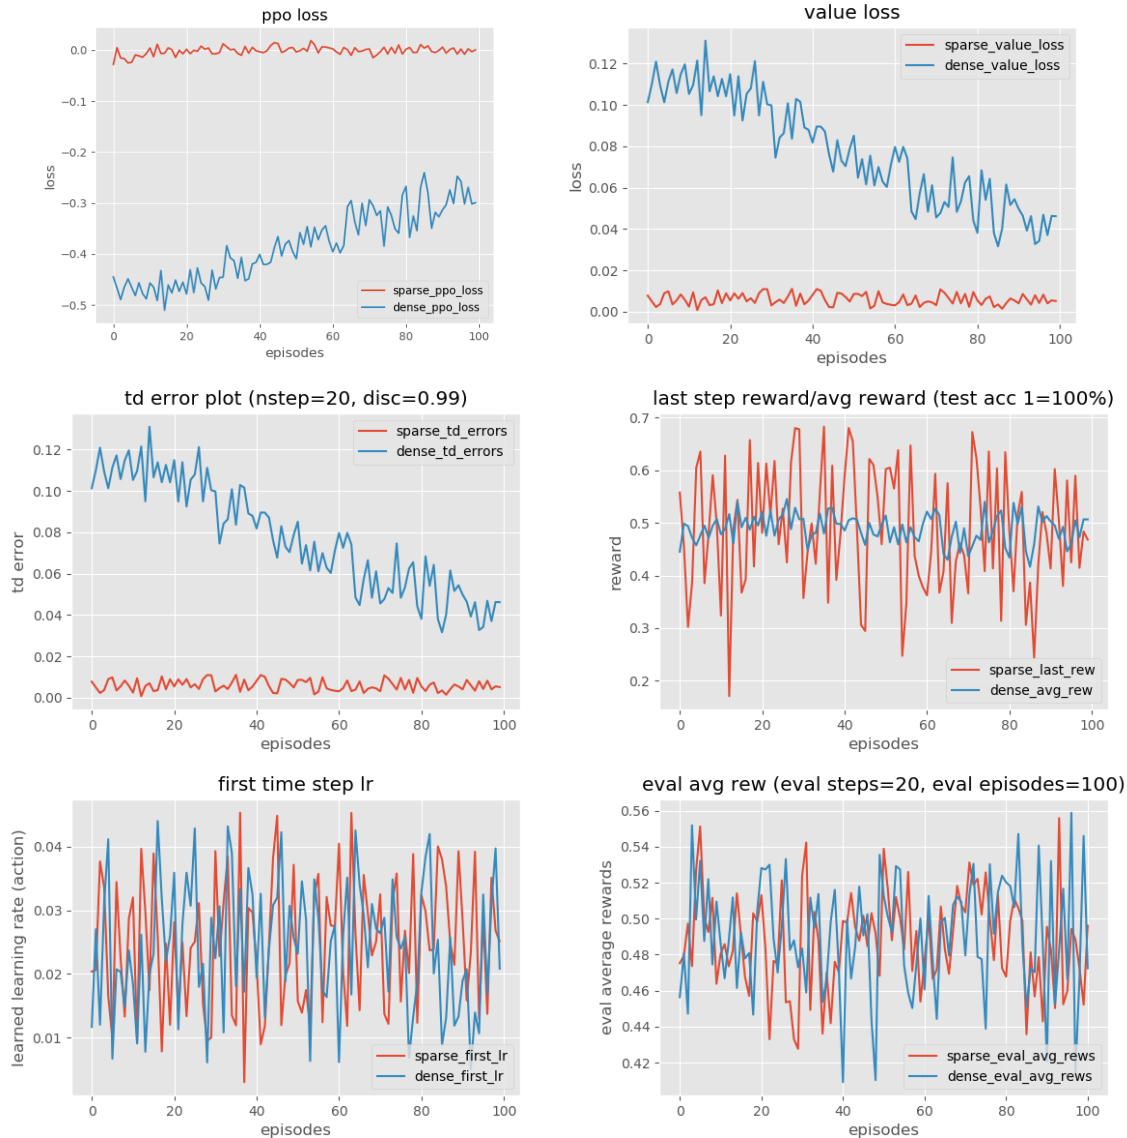 ppo loss
0.0
−0.1
−0.2
−0.3
−0.4
−0.5
loss
0 20 40 60 80 100
episodes
sparse_ppo_loss
dense_ppo_loss
value loss
0.12
0.10
0.08
0.06
0.04
0.02
0.00
loss
0 20 40 60 80 100
episodes
sparse_value_loss
dense_value_loss
td error plot (nstep=20, disc=0.99)
0.12
0.10
0.08
0.06
0.04
0.02
0.00
td error
0 20 40 60 80 100
episodes
sparse_td_errors
dense_td_errors
last step reward/avg reward (test acc 1=100%)
0.7
0.6
0.5
0.4
0.3
0.2
reward
0 20 40 60 80 100
episodes
sparse_last_rew
dense_avg_rew
first time step lr
0.04
0.03
0.02
0.01
learned learning rate (action)
0 20 40 60 80 100
episodes
sparse_first_lr
dense_first_lr
eval avg rew (eval steps=20, eval episodes=100)
0.56
0.54
0.52
0.50
0.48
0.46
0.44
0.42
eval average rewards
0 20 40 60 80 100
episodes
sparse_eval_avg_rews
dense_eval_avg_rews